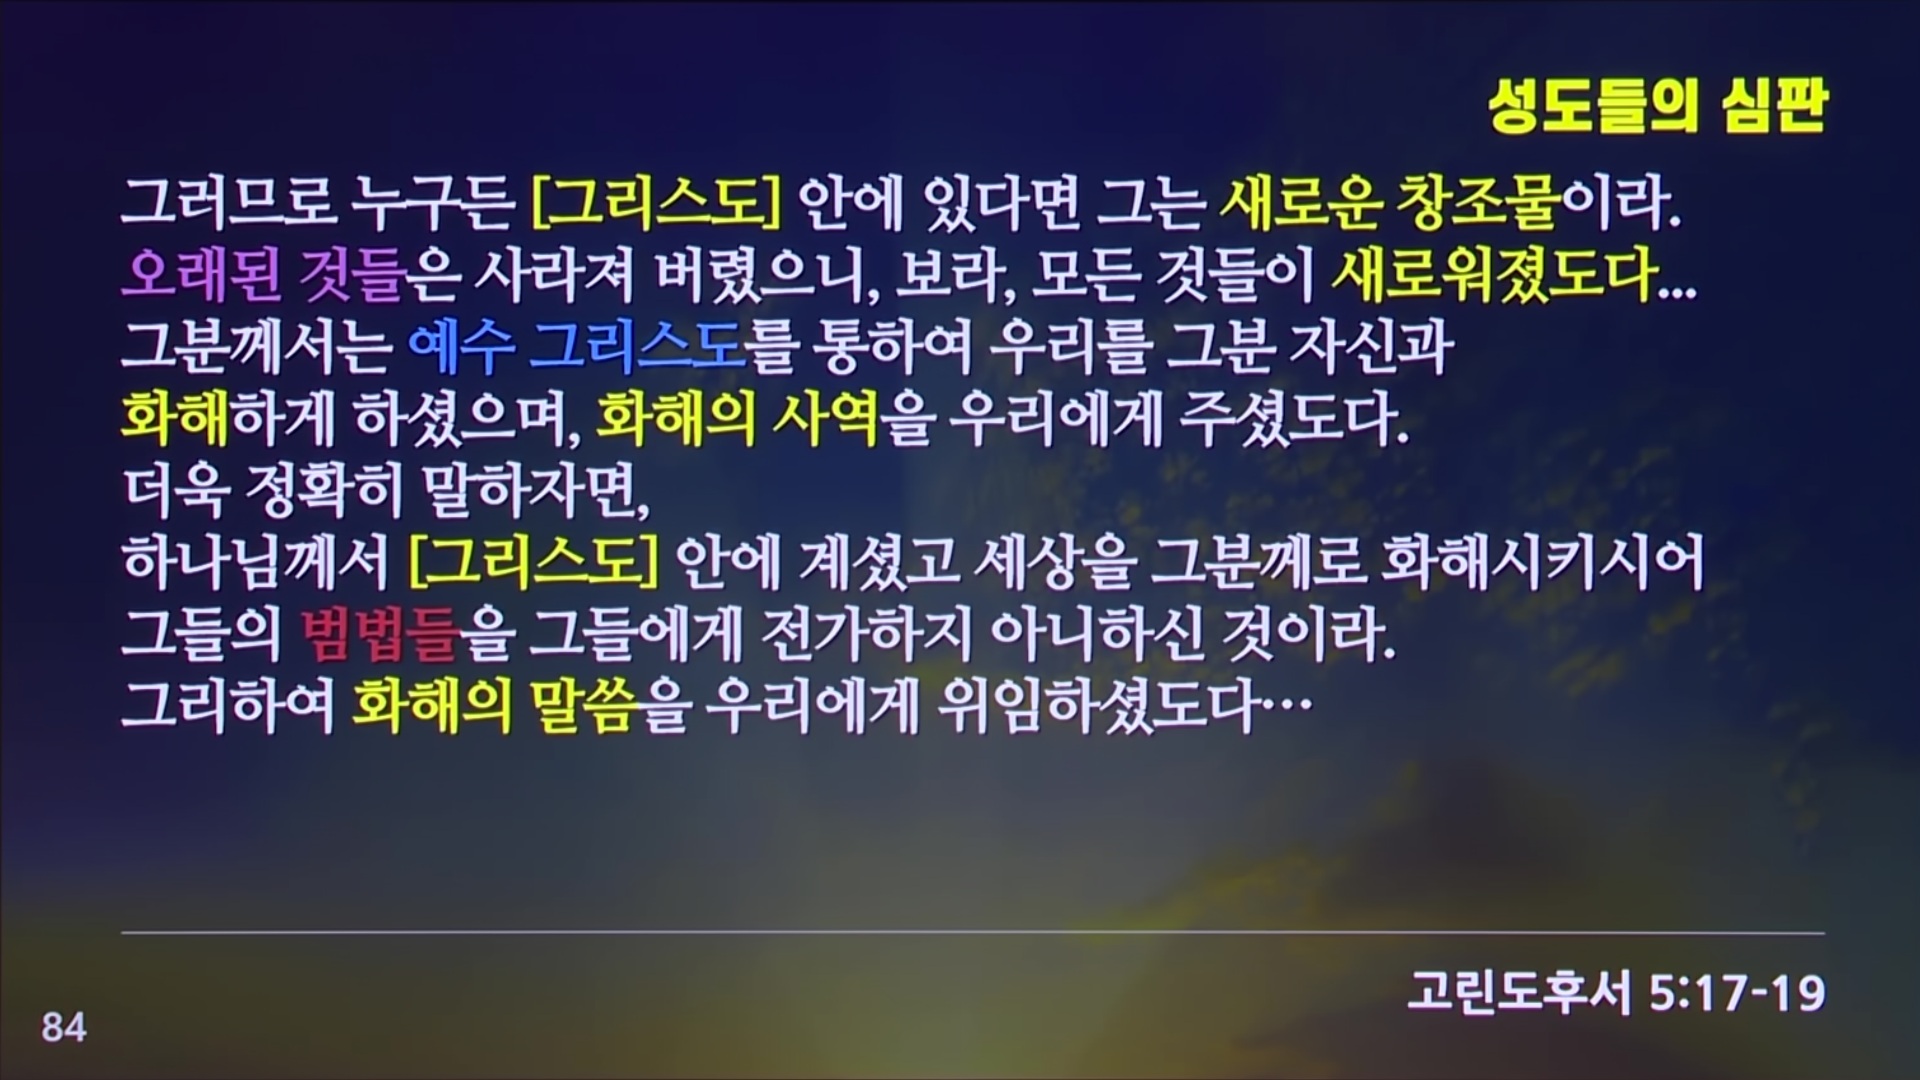 성도들의 심판
그러므로 누구든 [그리스도] 안에 있다면 그는 새로운 창조물이라.
오래된 것들은 사라져 버렸으니, 보라, 모든 것들이 새로워졌도다...
그분께서는 예수 그리스도를 통하여 우리를 그분 자신과
화해하게 하셨으며, 화해의 사역을 우리에게 주셨도다.
더욱 정확히 말하자면,
하나님께서 [그리스도] 안에 계셨고 세상을 그분께로 화해시키시어
그들의 범법들을 그들에게 전가하지 아니하신 것이라.
그리하여 화해의 말씀을 우리에게 위임하셨도다…
고린도후서 5:17-19
84